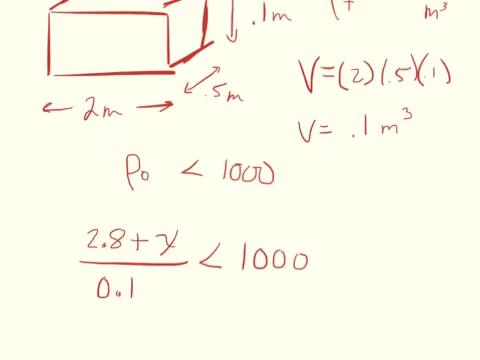 .1m
m³
V=(2)(.5)(.1)
.5m
2m
V= .1 m³
ρ₀ < 1000
2.8+x
0.1
< 1000